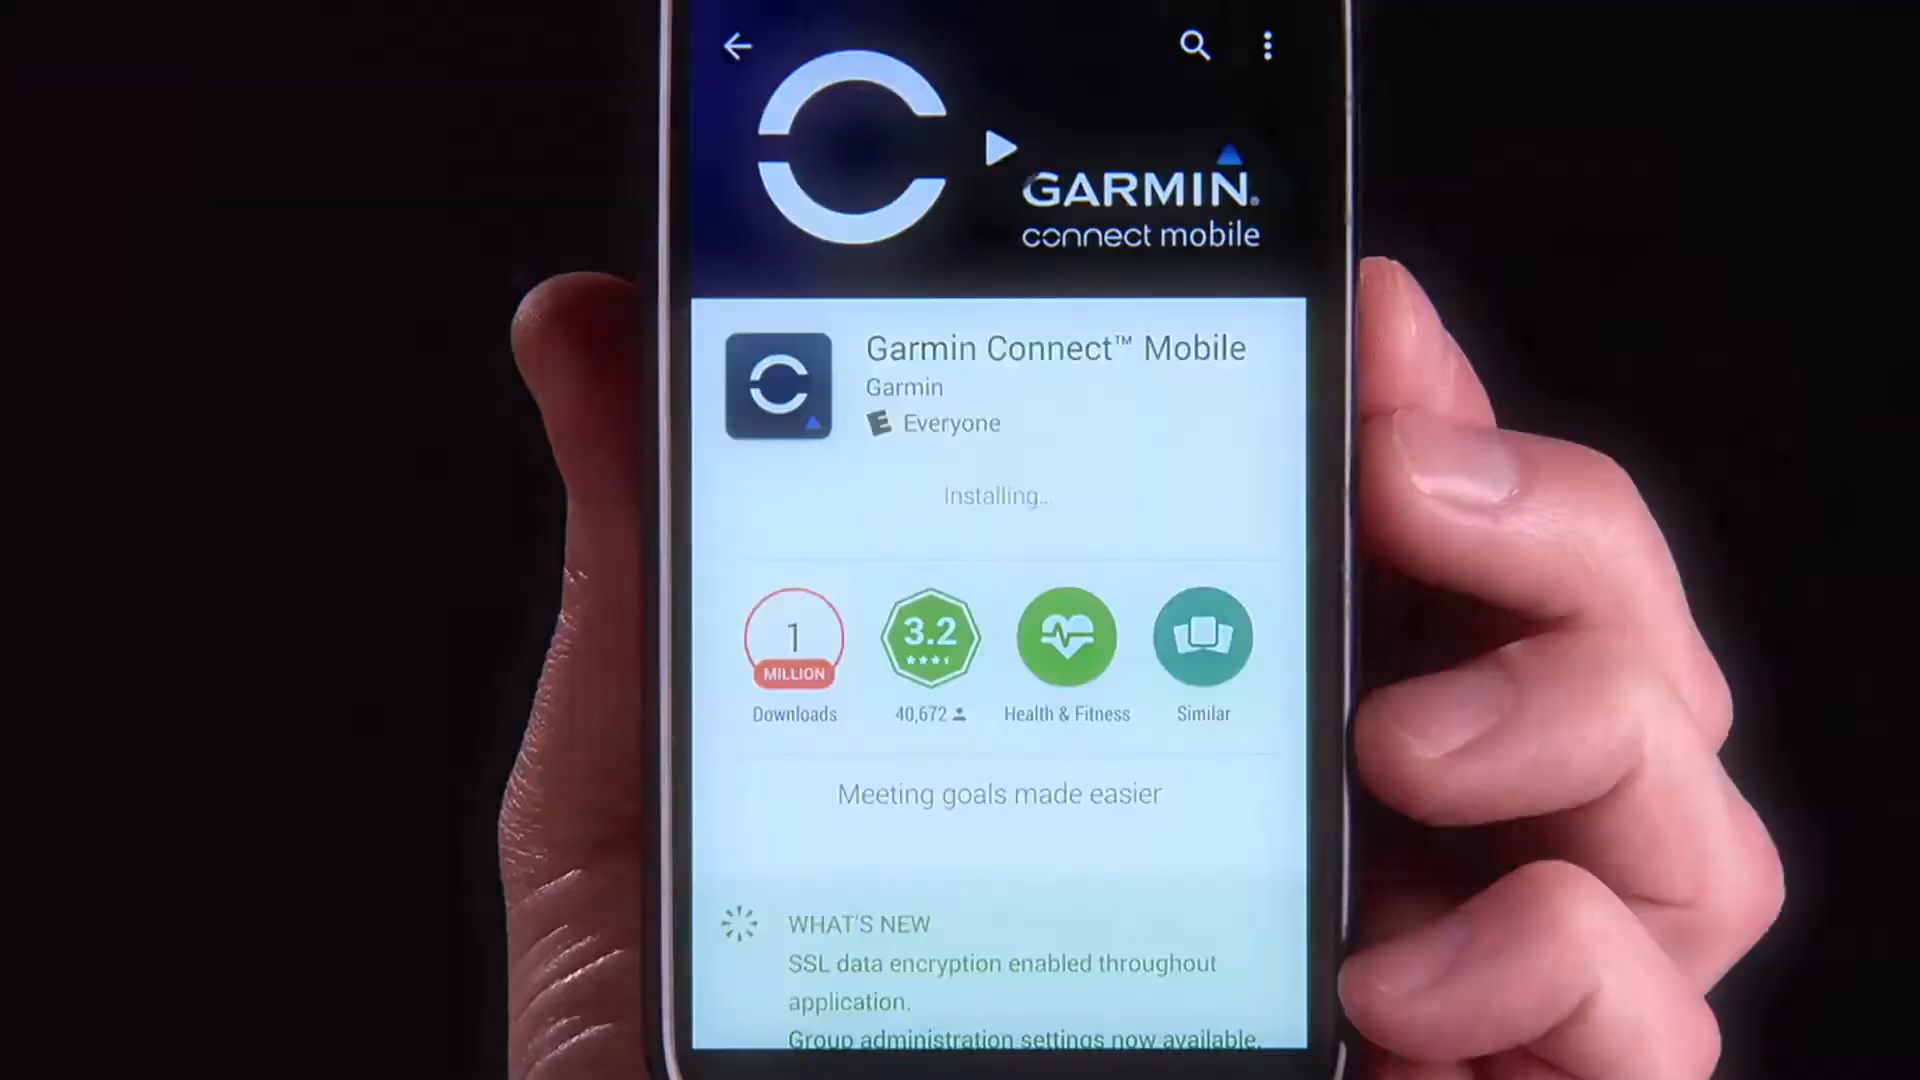 GARMIN®
connect mobile
Garmin Connect™ Mobile
Garmin
E Everyone
Installing..
1
MILLION
Downloads
3.2
40,672
Health & Fitness
Similar
Meeting goals made easier
WHAT'S NEW
SSL data encryption enabled throughout
application.
Group administration settings now available.